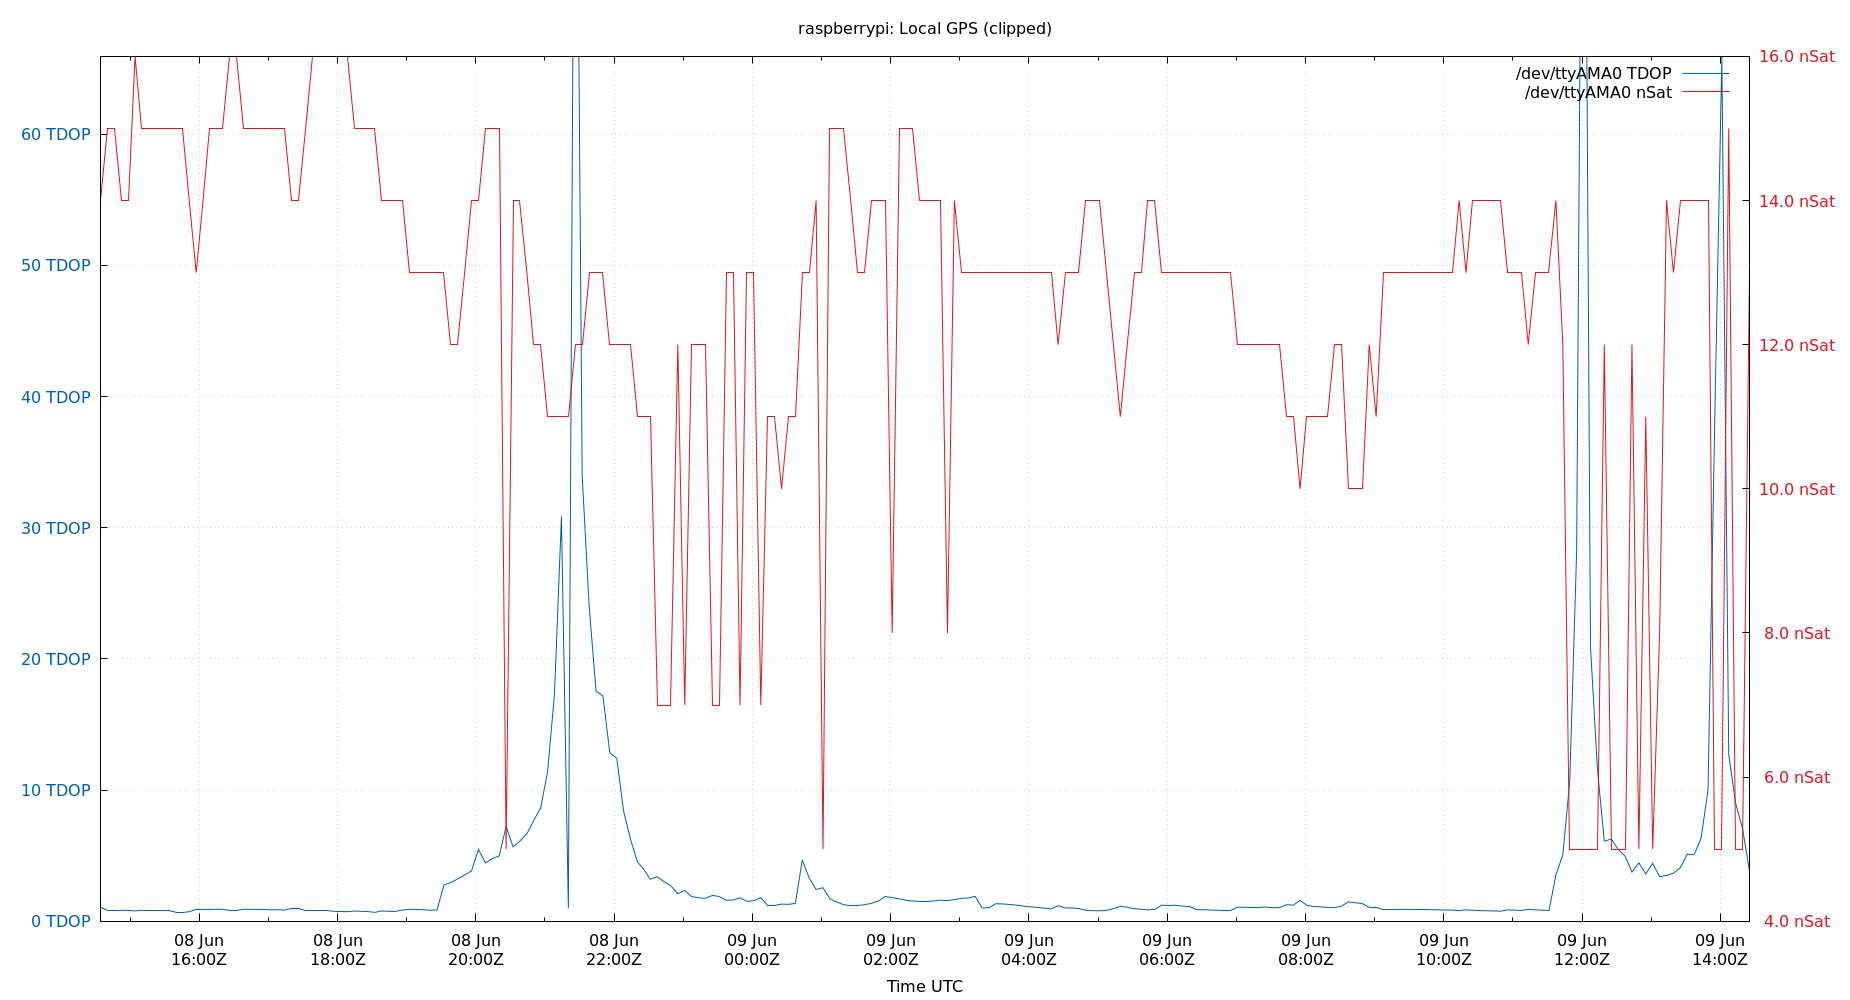 raspberrypi: Local GPS (clipped)
16.0 nSat
/dev/ttyAMA0 TDOP
/dev/ttyAMA0 nSat
60 TDOP
14.0 nSat
50 TDOP
12.0 nSat
40 TDOP
10.0 nSat
30 TDOP
20 TDOP
8.0 nSat
10 TDOP
6.0 nSat
0 TDOP
4.0 nSat
08 Jun 08 Jun 08 Jun 08 Jun 09 Jun 09 Jun 09 Jun 09 Jun 09 Jun 09 Jun 09 Jun 09 Jun
16:00Z 18:00Z 20:00Z 22:00Z 00:00Z 02:00Z 04:00Z 06:00Z 08:00Z 10:00Z 12:00Z 14:00Z
Time UTC